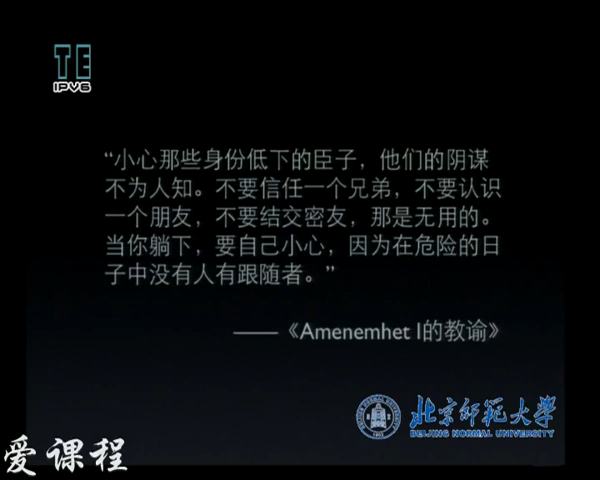 TE
IPV6
“小心那些身份低下的臣子，他们的阴谋
不为人知。不要信任一个兄弟，不要认识
一个朋友，不要结交密友，那是无用的。
当你躺下，要自己小心，因为在危险的日
子中没有人有跟随者。”
——《Amenemhet I的教谕》
北京师范大学
BEIJING NORMAL UNIVERSITY
爱课程